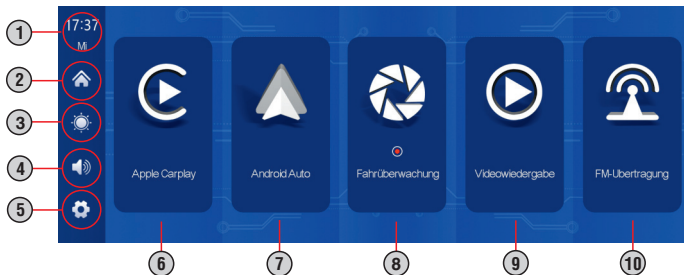 1
17:37
Mi
2
3
4
5
Apple Carplay
Android Auto
Fahrüberwachung
Videowiedergabe
FM-Ubertragung
6
7
8
9
10